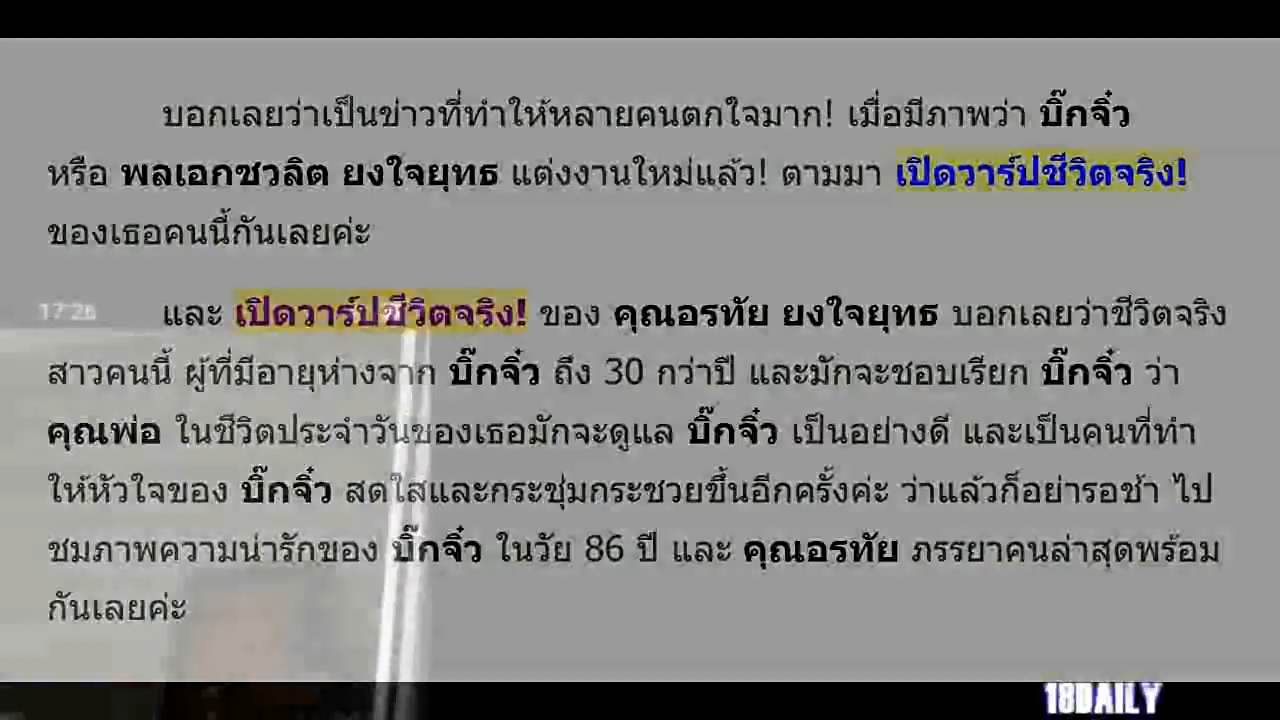 บอกเลยว่าเป็นข่าวที่ทำให้หลายคนตกใจมาก! เมื่อมีภาพว่า บิ๊กจิ๋ว
หรือ พลเอกชวลิต ยงใจยุทธ แต่งงานใหม่แล้ว! ตามมา เปิดวาร์ปชีวิตจริง!
ของเธอคนนี้กันเลยค่ะ
17:26
และ เปิดวาร์ปชีวิตจริง! ของ คุณอรทัย ยงใจยุทธ บอกเลยว่าชีวิตจริง
สาวคนนี้ ผู้ที่มีอายุห่างจาก บิ๊กจิ๋ว ถึง 30 กว่าปี และมักจะชอบเรียก บิ๊กจิ๋ว ว่า
คุณพ่อ ในชีวิตประจำวันของเธอมักจะดูแล บิ๊กจิ๋ว เป็นอย่างดี และเป็นคนที่ทำ
ให้หัวใจของ บิ๊กจิ๋ว สดใสและกระชุ่มกระชวยขึ้นอีกครั้งค่ะ ว่าแล้วก็อย่ารอช้า ไป
ชมภาพความน่ารักของ บิ๊กจิ๋ว ในวัย 86 ปี และ คุณอรทัย ภรรยาคนล่าสุดพร้อม
กันเลยค่ะ
18DAILY